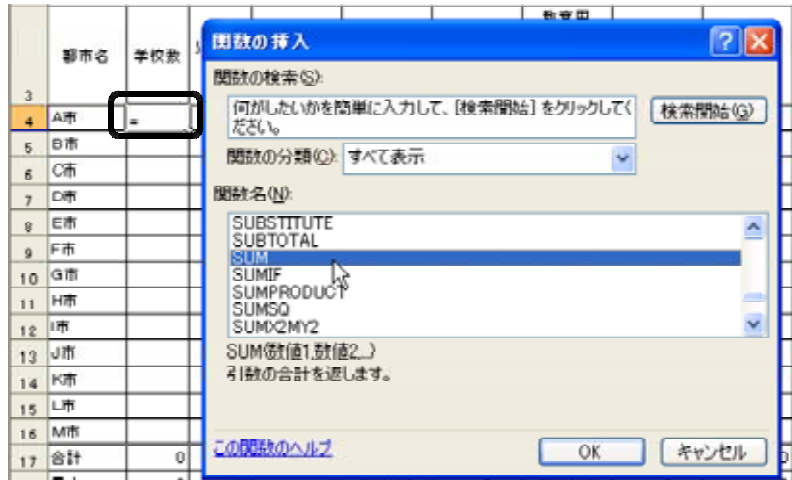 関数の挿入
都市名 学校数
関数の検索(S):
何がしたいかを簡単に入力して、[検索開始] をクリックしてく
ださい。
検索開始(G)
関数の分類(C): すべて表示
関数名(N):
SUBSTITUTE
SUBTOTAL
SUM
SUMIF
SUMPRODUCT
SUMSQ
SUMX2MY2
SUM(数値1,数値2,...)
引数の合計を返します。
この関数のヘルプ
OK キャンセル
3
4 A市 =
5 B市
6 C市
7 D市
8 E市
9 F市
10 G市
11 H市
12 I市
13 J市
14 K市
15 L市
16 M市
17 合計 0